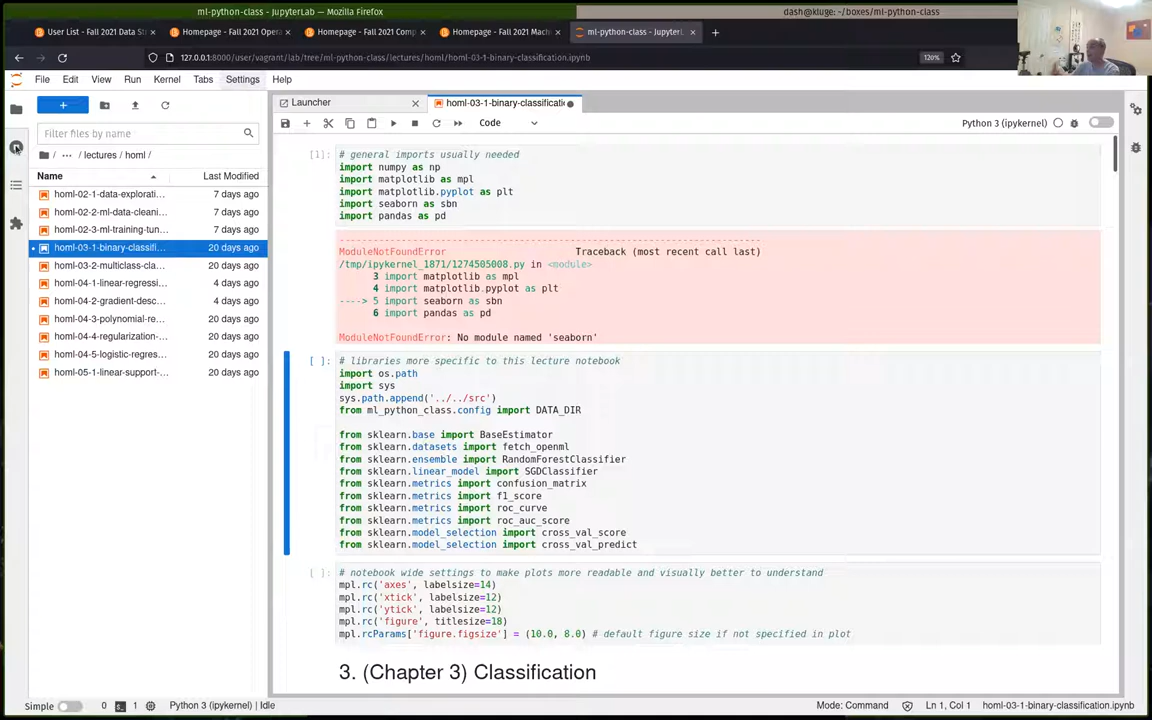 ml-python-class - JupyterLab — Mozilla Firefox
dash@kluge: ~/boxes/ml-python-class
User List - Fall 2021 Data St
Homepage - Fall 2021 Opera
Homepage - Fall 2021 Comp
Homepage - Fall 2021 Mach
ml-python-class - JupyterL
127.0.0.1:8000/user/vagrant/lab/tree/ml-python-class/lectures/homl/homl-03-1-binary-classification.ipynb
120%
File Edit View Run Kernel Tabs Settings Help
Launcher
homl-03-1-binary-classificati
Code
Python 3 (ipykernel)
Filter files by name
/ ··· / lectures / homl /
Name Last Modified
homl-02-1-data-explorati... 7 days ago
homl-02-2-ml-data-cleani... 7 days ago
homl-02-3-ml-training-tun... 7 days ago
homl-03-1-binary-classifi... 20 days ago
homl-03-2-multiclass-cla... 20 days ago
homl-04-1-linear-regressi... 4 days ago
homl-04-2-gradient-desc... 4 days ago
homl-04-3-polynomial-re... 20 days ago
homl-04-4-regularization-... 20 days ago
homl-04-5-logistic-regres... 20 days ago
homl-05-1-linear-support-... 20 days ago
[1]: # general imports usually needed
import numpy as np
import matplotlib as mpl
import matplotlib.pyplot as plt
import seaborn as sbn
import pandas as pd
---------------------------------------------------------------------------
ModuleNotFoundError Traceback (most recent call last)
/tmp/ipykernel_1871/1274505008.py in <module>
3 import matplotlib as mpl
4 import matplotlib.pyplot as plt
----> 5 import seaborn as sbn
6 import pandas as pd
ModuleNotFoundError: No module named 'seaborn'
[ ]: # libraries more specific to this lecture notebook
import os.path
import sys
sys.path.append('../../src')
from ml_python_class.config import DATA_DIR
from sklearn.base import BaseEstimator
from sklearn.datasets import fetch_openml
from sklearn.ensemble import RandomForestClassifier
from sklearn.linear_model import SGDClassifier
from sklearn.metrics import confusion_matrix
from sklearn.metrics import f1_score
from sklearn.metrics import roc_curve
from sklearn.metrics import roc_auc_score
from sklearn.model_selection import cross_val_score
from sklearn.model_selection import cross_val_predict
[ ]: # notebook wide settings to make plots more readable and visually better to understand
mpl.rc('axes', labelsize=14)
mpl.rc('xtick', labelsize=12)
mpl.rc('ytick', labelsize=12)
mpl.rc('figure', titlesize=18)
mpl.rcParams['figure.figsize'] = (10.0, 8.0) # default figure size if not specified in plot
3. (Chapter 3) Classification
Simple 0 1 Python 3 (ipykernel) | Idle
Mode: Command Ln 1, Col 1 homl-03-1-binary-classification.ipynb